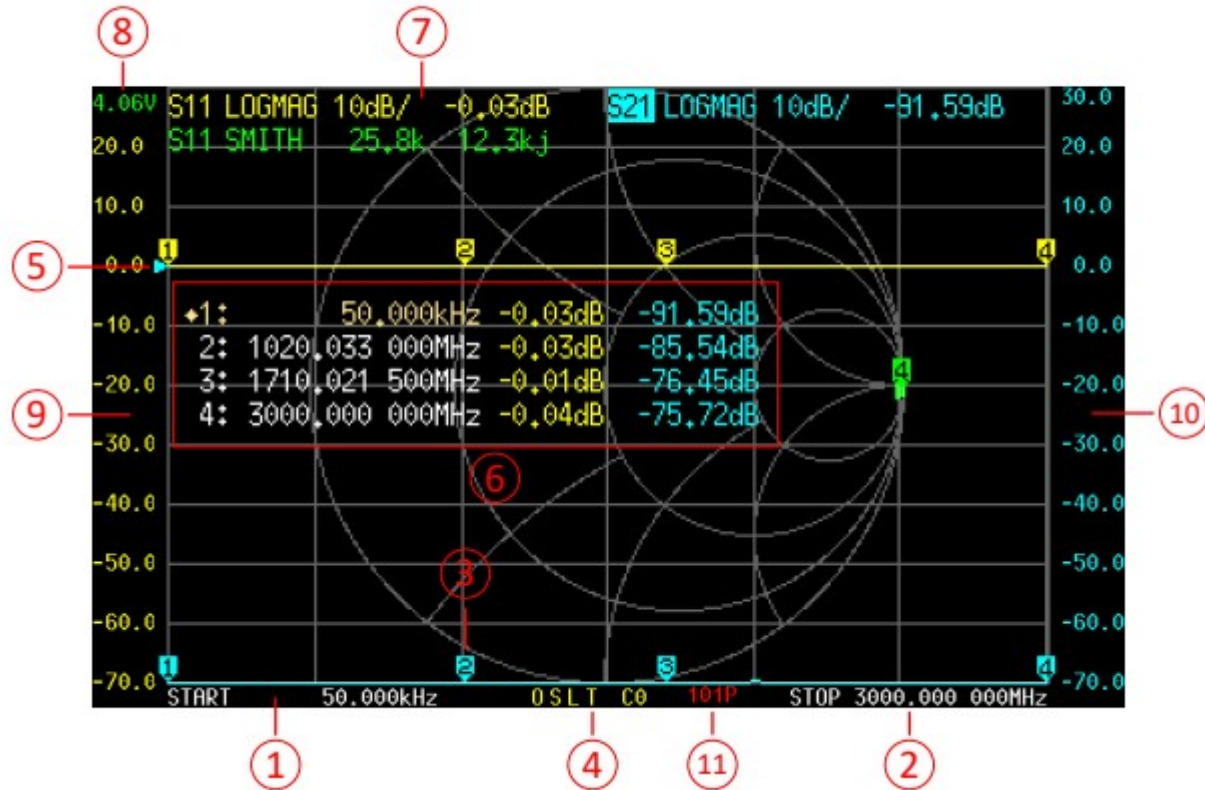 ⑧ ⑦
4.06V S11 LOGMAG 10dB/ -0.03dB S21 LOGMAG 10dB/ -91.59dB 30.0
S11 SMITH 25.8k 12.3kj
20.0 20.0
10.0 10.0
1 2 3 4
⑤ 0.0 0.0
1: 50.000kHz -0.03dB -91.59dB
-10.0 -10.0
2: 1020.033 000MHz -0.03dB -85.54dB
3: 1710.021 500MHz -0.01dB -76.45dB 4
-20.0 -20.0
4: 3000.000 000MHz -0.04dB -75.72dB
⑨ ⑩
-30.0 -30.0
⑥
-40.0 -40.0
-50.0 -50.0
③
-60.0 -60.0
1 2 3 4
-70.0 -70.0
START 50.000kHz OSLT C0 101P STOP 3000.000 000MHz
① ④ ⑪ ②